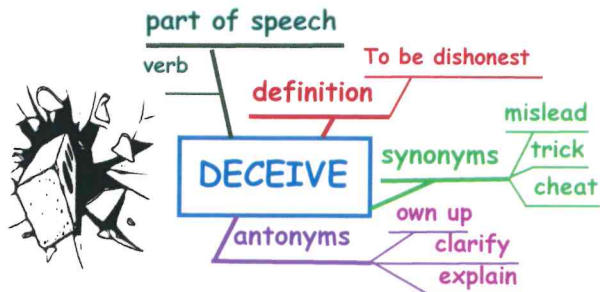 part of speech
verb
To be dishonest
definition
mislead
DECEIVE
synonyms
trick
cheat
antonyms
own up
clarify
explain